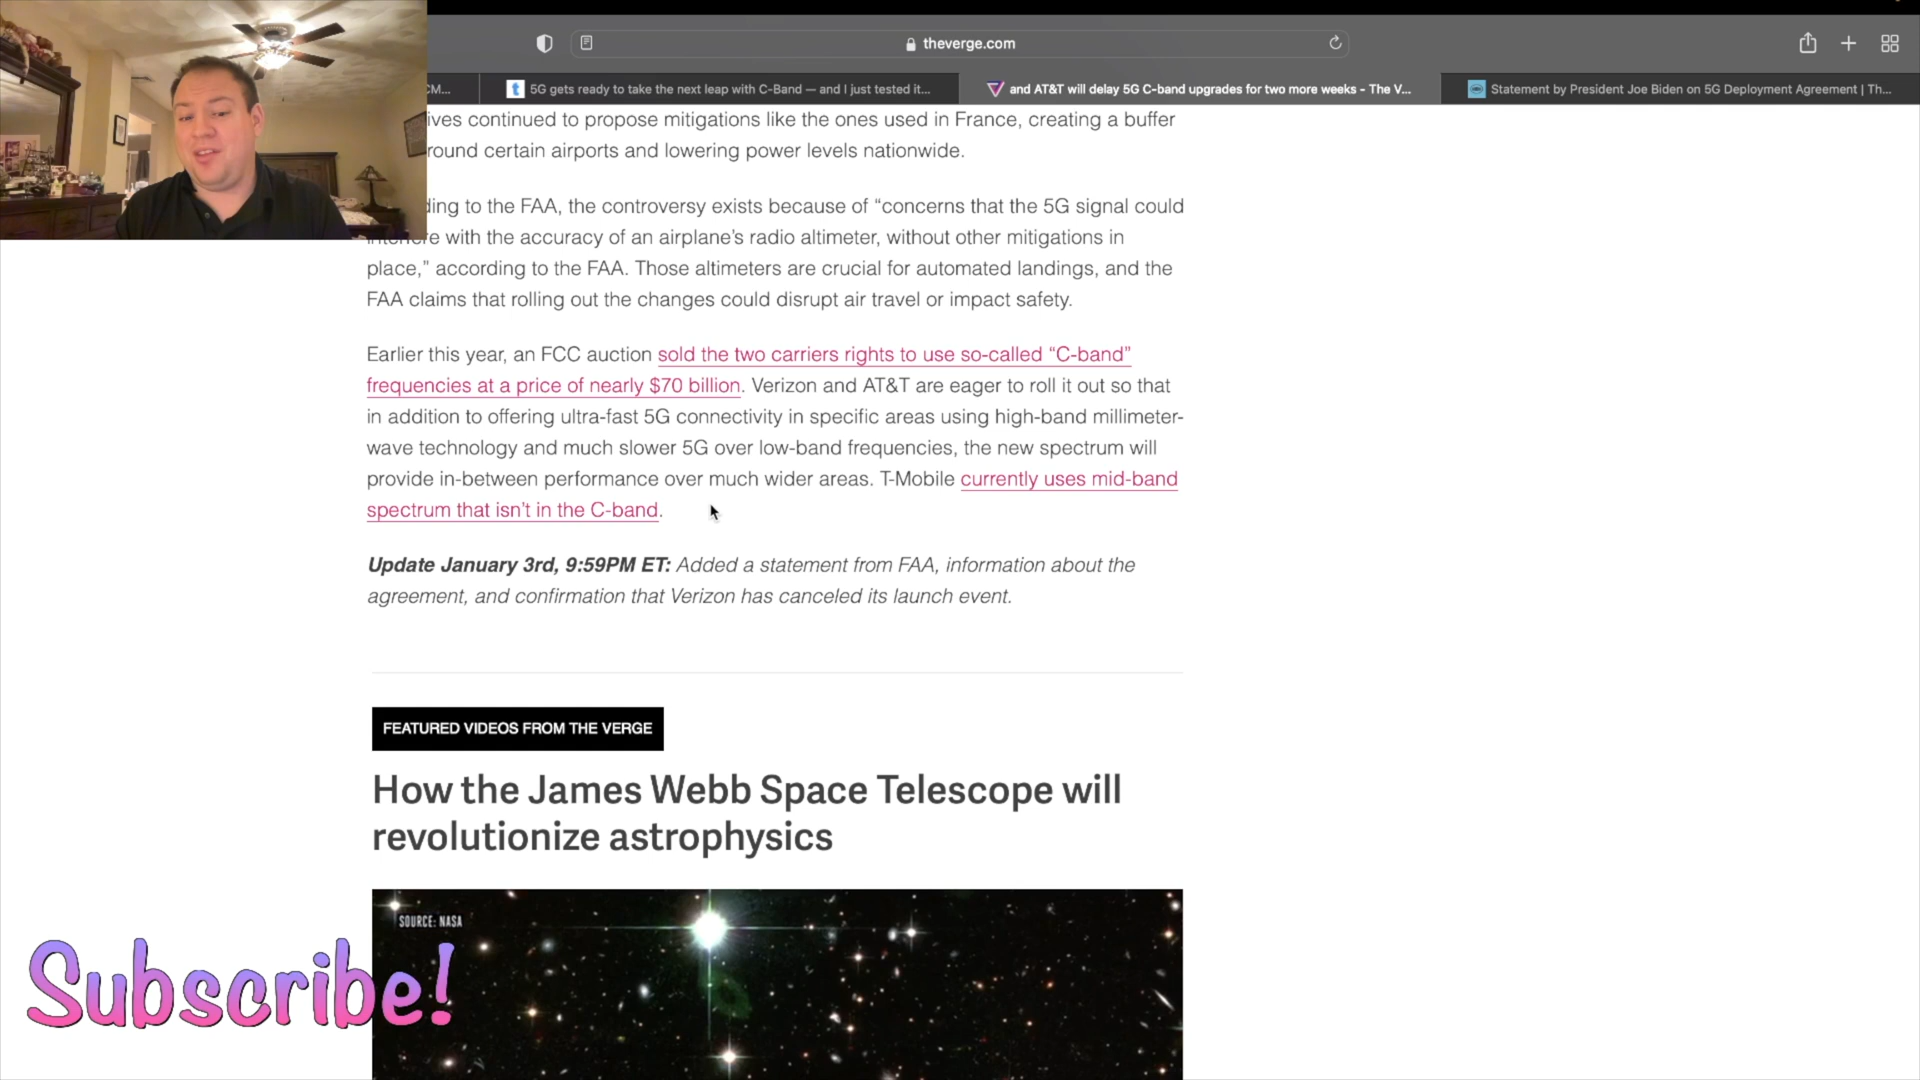 theverge.com
CM...
5G gets ready to take the next leap with C-Band — and I just tested it...
and AT&T will delay 5G C-band upgrades for two more weeks - The V...
Statement by President Joe Biden on 5G Deployment Agreement | Th...
ives continued to propose mitigations like the ones used in France, creating a buffer
round certain airports and lowering power levels nationwide.
ding to the FAA, the controversy exists because of “concerns that the 5G signal could
with the accuracy of an airplane’s radio altimeter, without other mitigations in
place,” according to the FAA. Those altimeters are crucial for automated landings, and the
FAA claims that rolling out the changes could disrupt air travel or impact safety.
Earlier this year, an FCC auction sold the two carriers rights to use so-called “C-band”
frequencies at a price of nearly $70 billion. Verizon and AT&T are eager to roll it out so that
in addition to offering ultra-fast 5G connectivity in specific areas using high-band millimeter-
wave technology and much slower 5G over low-band frequencies, the new spectrum will
provide in-between performance over much wider areas. T-Mobile currently uses mid-band
spectrum that isn’t in the C-band.
Update January 3rd, 9:59PM ET: Added a statement from FAA, information about the
agreement, and confirmation that Verizon has canceled its launch event.
FEATURED VIDEOS FROM THE VERGE
How the James Webb Space Telescope will
revolutionize astrophysics
SOURCE: NASA
Subscribe!